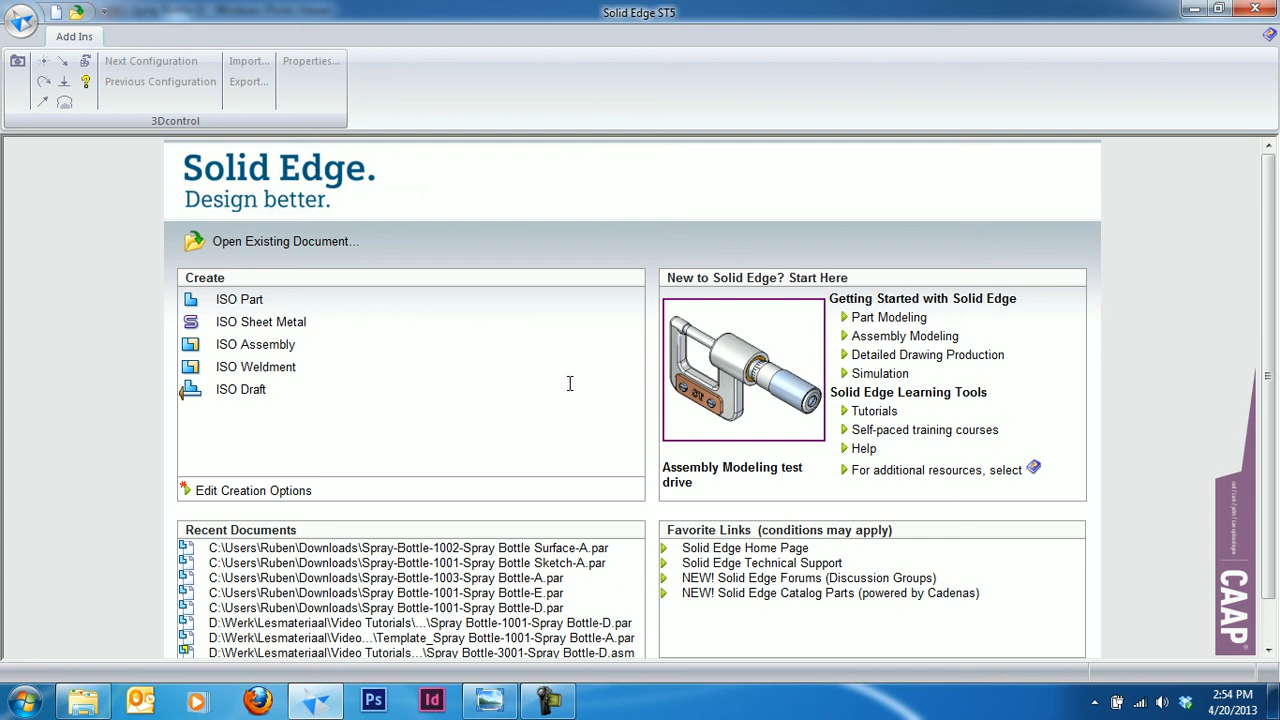 Solid Edge ST5
Add Ins
Next Configuration
Previous Configuration
Import...
Export...
Properties...
3Dcontrol
Solid Edge.
Design better.
Open Existing Document...
Create
ISO Part
ISO Sheet Metal
ISO Assembly
ISO Weldment
ISO Draft
Edit Creation Options
New to Solid Edge? Start Here
Getting Started with Solid Edge
Part Modeling
Assembly Modeling
Detailed Drawing Production
Simulation
Solid Edge Learning Tools
Tutorials
Self-paced training courses
Help
For additional resources, select
Assembly Modeling test
drive
Recent Documents
C:\Users\Ruben\Downloads\Spray-Bottle-1002-Spray Bottle Surface-A.par
C:\Users\Ruben\Downloads\Spray-Bottle-1001-Spray Bottle Sketch-A.par
C:\Users\Ruben\Downloads\Spray Bottle-1003-Spray Bottle-A.par
C:\Users\Ruben\Downloads\Spray Bottle-1001-Spray Bottle-E.par
C:\Users\Ruben\Downloads\Spray Bottle-1001-Spray Bottle-D.par
D:\Werk\Lesmateriaal\Video Tutorials\...\Spray Bottle-1001-Spray Bottle-D.par
D:\Werk\Lesmateriaal\Video...\Template_Spray Bottle-1001-Spray Bottle-A.par
D:\Werk\Lesmateriaal\Video Tutorials...\Spray Bottle-3001-Spray Bottle-D.asm
Favorite Links (conditions may apply)
Solid Edge Home Page
Solid Edge Technical Support
NEW! Solid Edge Forums (Discussion Groups)
NEW! Solid Edge Catalog Parts (powered by Cadenas)
CAAP
Ps
Id
2:54 PM
4/20/2013